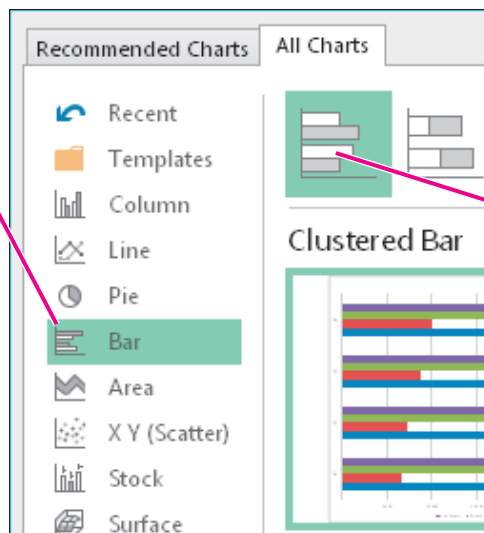 Recommended Charts
All Charts
Recent
Templates
Column
Line
Pie
Bar
Area
X Y (Scatter)
Stock
Surface
Clustered Bar